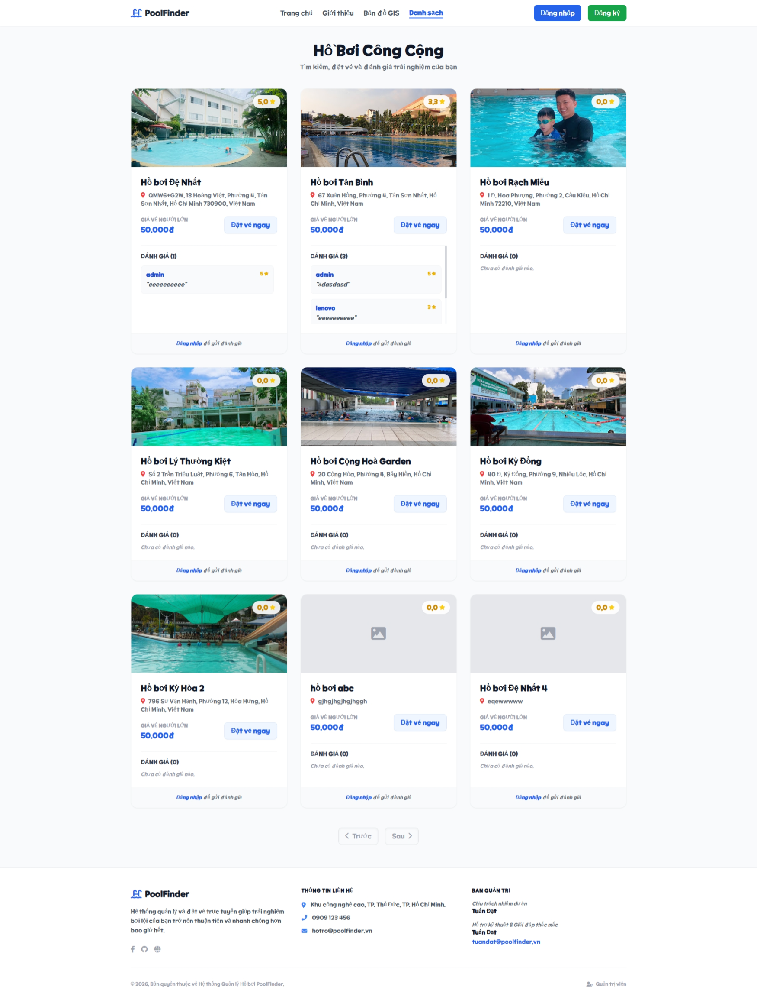 PoolFinder
Trang chủ
Giới thiệu
Bản đồ GIS
Danh sách
Đăng nhập
Đăng ký
Hồ Bơi Công Cộng
Tìm kiếm, đặt vé và đánh giá trải nghiệm của bạn
5,0
Hồ bơi Đệ Nhất
QMW6+G2W, 18 Hoàng Việt, Phường 4, Tân
Sơn Nhất, Hồ Chí Minh 730900, Việt Nam
GIÁ VÉ NGƯỜI LỚN
50.000đ
Đặt vé ngay
ĐÁNH GIÁ (1)
admin
5
"eeeeeeeeee"
Đăng nhập để gửi đánh giá
3,3
Hồ bơi Tân Bình
67 Xuân Hồng, Phường 4, Tân Sơn Nhất, Hồ
Chí Minh, Việt Nam
GIÁ VÉ NGƯỜI LỚN
50.000đ
Đặt vé ngay
ĐÁNH GIÁ (3)
admin
5
"ádasdasd"
lenovo
3
"eeeeeeeeee"
Đăng nhập để gửi đánh giá
0,0
Hồ bơi Rạch Miễu
1 Đ. Hoa Phượng, Phường 2, Cầu Kiệu, Hồ Chí
Minh 72210, Việt Nam
GIÁ VÉ NGƯỜI LỚN
50.000đ
Đặt vé ngay
ĐÁNH GIÁ (0)
Chưa có đánh giá nào.
Đăng nhập để gửi đánh giá
0,0
Hồ bơi Lý Thường Kiệt
Số 2 Trần Triệu Luật, Phường 6, Tân Hòa, Hồ
Chí Minh, Việt Nam
GIÁ VÉ NGƯỜI LỚN
50.000đ
Đặt vé ngay
ĐÁNH GIÁ (0)
Chưa có đánh giá nào.
Đăng nhập để gửi đánh giá
0,0
Hồ bơi Cộng Hoà Garden
20 Cộng Hòa, Phường 4, Bảy Hiền, Hồ Chí
Minh, Việt Nam
GIÁ VÉ NGƯỜI LỚN
50.000đ
Đặt vé ngay
ĐÁNH GIÁ (0)
Chưa có đánh giá nào.
Đăng nhập để gửi đánh giá
0,0
Hồ bơi Kỳ Đồng
40 Đ. Kỳ Đồng, Phường 9, Nhiêu Lộc, Hồ Chí
Minh, Việt Nam
GIÁ VÉ NGƯỜI LỚN
50.000đ
Đặt vé ngay
ĐÁNH GIÁ (0)
Chưa có đánh giá nào.
Đăng nhập để gửi đánh giá
0,0
Hồ bơi Kỳ Hòa 2
796 Sư Vạn Hạnh, Phường 12, Hòa Hưng, Hồ
Chí Minh, Việt Nam
GIÁ VÉ NGƯỜI LỚN
50.000đ
Đặt vé ngay
ĐÁNH GIÁ (0)
Chưa có đánh giá nào.
Đăng nhập để gửi đánh giá
0,0
hồ bơi abc
gjhgjhgjhgjhggh
GIÁ VÉ NGƯỜI LỚN
50.000đ
Đặt vé ngay
ĐÁNH GIÁ (0)
Chưa có đánh giá nào.
Đăng nhập để gửi đánh giá
0,0
Hồ bơi Đệ Nhất 4
eqewwwww
GIÁ VÉ NGƯỜI LỚN
50.000đ
Đặt vé ngay
ĐÁNH GIÁ (0)
Chưa có đánh giá nào.
Đăng nhập để gửi đánh giá
Trước
Sau
PoolFinder
Hệ thống quản lý và đặt vé trực tuyến giúp trải nghiệm
bơi lội của bạn trở nên thuận tiện và nhanh chóng hơn
bao giờ hết.
THÔNG TIN LIÊN HỆ
Khu công nghệ cao, TP. Thủ Đức, TP. Hồ Chí Minh.
0909 123 456
hotro@poolfinder.vn
BAN QUẢN TRỊ
Chịu trách nhiệm dự án
Tuấn Đạt
Hỗ trợ kỹ thuật & Giải đáp thắc mắc
Tuấn Đạt
tuandat@poolfinder.vn
© 2026. Bản quyền thuộc về Hệ thống Quản lý Hồ bơi PoolFinder.
Quản trị viên